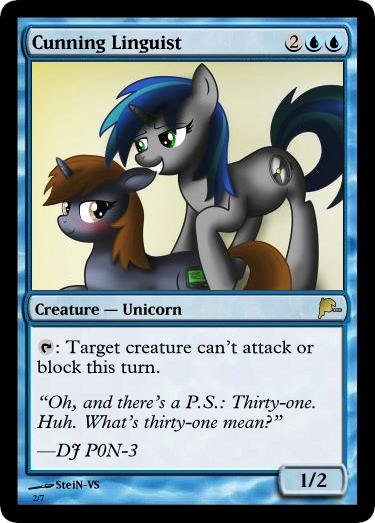 Cunning Linguist 2
Creature — Unicorn
: Target creature can't attack or
block this turn.
“Oh, and there's a P.S.: Thirty-one.
Huh. What's thirty-one mean?”
—DJ P0N-3
1/2
SteiN-VS
2/7